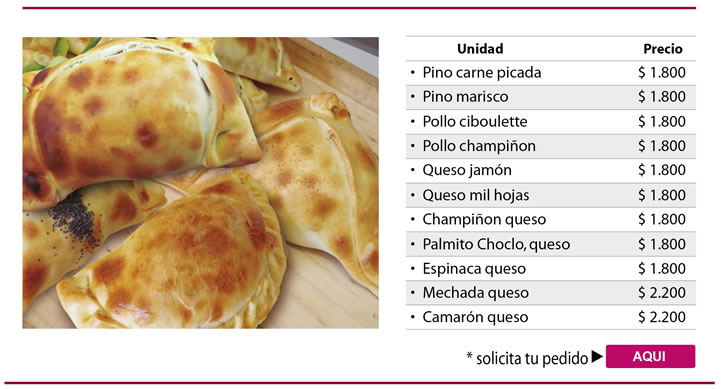 Unidad Precio
• Pino carne picada $ 1.800
• Pino marisco $ 1.800
• Pollo ciboulette $ 1.800
• Pollo champiñon $ 1.800
• Queso jamón $ 1.800
• Queso mil hojas $ 1.800
• Champiñon queso $ 1.800
• Palmito Choclo, queso $ 1.800
• Espinaca queso $ 1.800
• Mechada queso $ 2.200
• Camarón queso $ 2.200
* solicita tu pedido ▶ AQUI